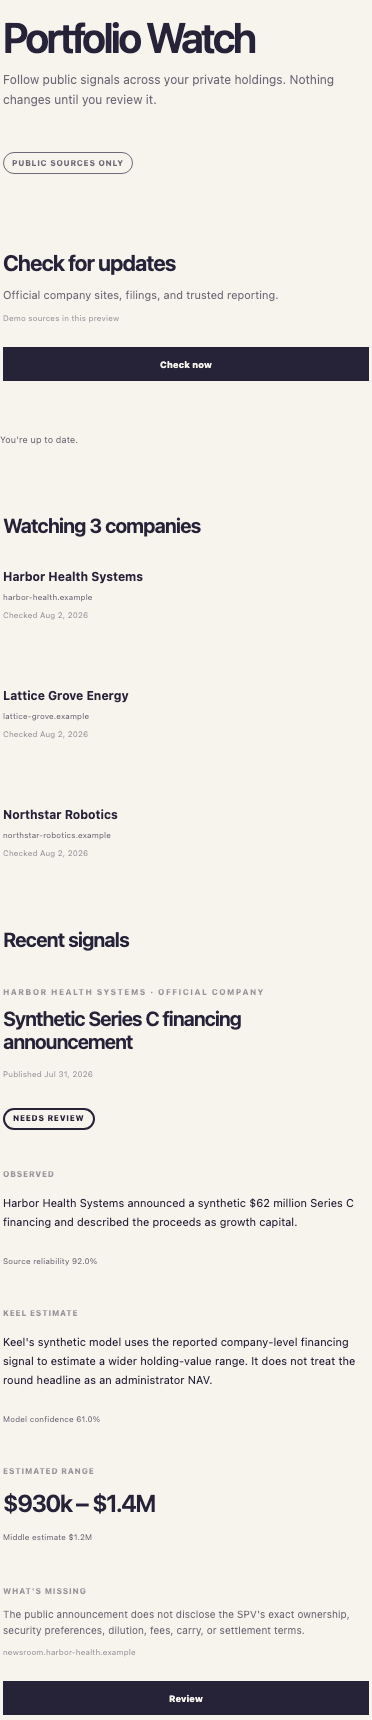 Portfolio Watch
Follow public signals across your private holdings. Nothing
changes until you review it.
PUBLIC SOURCES ONLY
Check for updates
Official company sites, filings, and trusted reporting.
Demo sources in this preview
Check now
You're up to date.
Watching 3 companies
Harbor Health Systems
harbor-health.example
Checked Aug 2, 2026
Lattice Grove Energy
lattice-grove.example
Checked Aug 2, 2026
Northstar Robotics
northstar-robotics.example
Checked Aug 2, 2026
Recent signals
HARBOR HEALTH SYSTEMS · OFFICIAL COMPANY
Synthetic Series C financing
announcement
Published Jul 31, 2026
NEEDS REVIEW
OBSERVED
Harbor Health Systems announced a synthetic $62 million Series C
financing and described the proceeds as growth capital.
Source reliability 92.0%
KEEL ESTIMATE
Keel's synthetic model uses the reported company-level financing
signal to estimate a wider holding-value range. It does not treat the
round headline as an administrator NAV.
Model confidence 61.0%
ESTIMATED RANGE
$930k – $1.4M
Middle estimate $1.2M
WHAT'S MISSING
The public announcement does not disclose the SPV's exact ownership,
security preferences, dilution, fees, carry, or settlement terms.
newsroom.harbor-health.example
Review